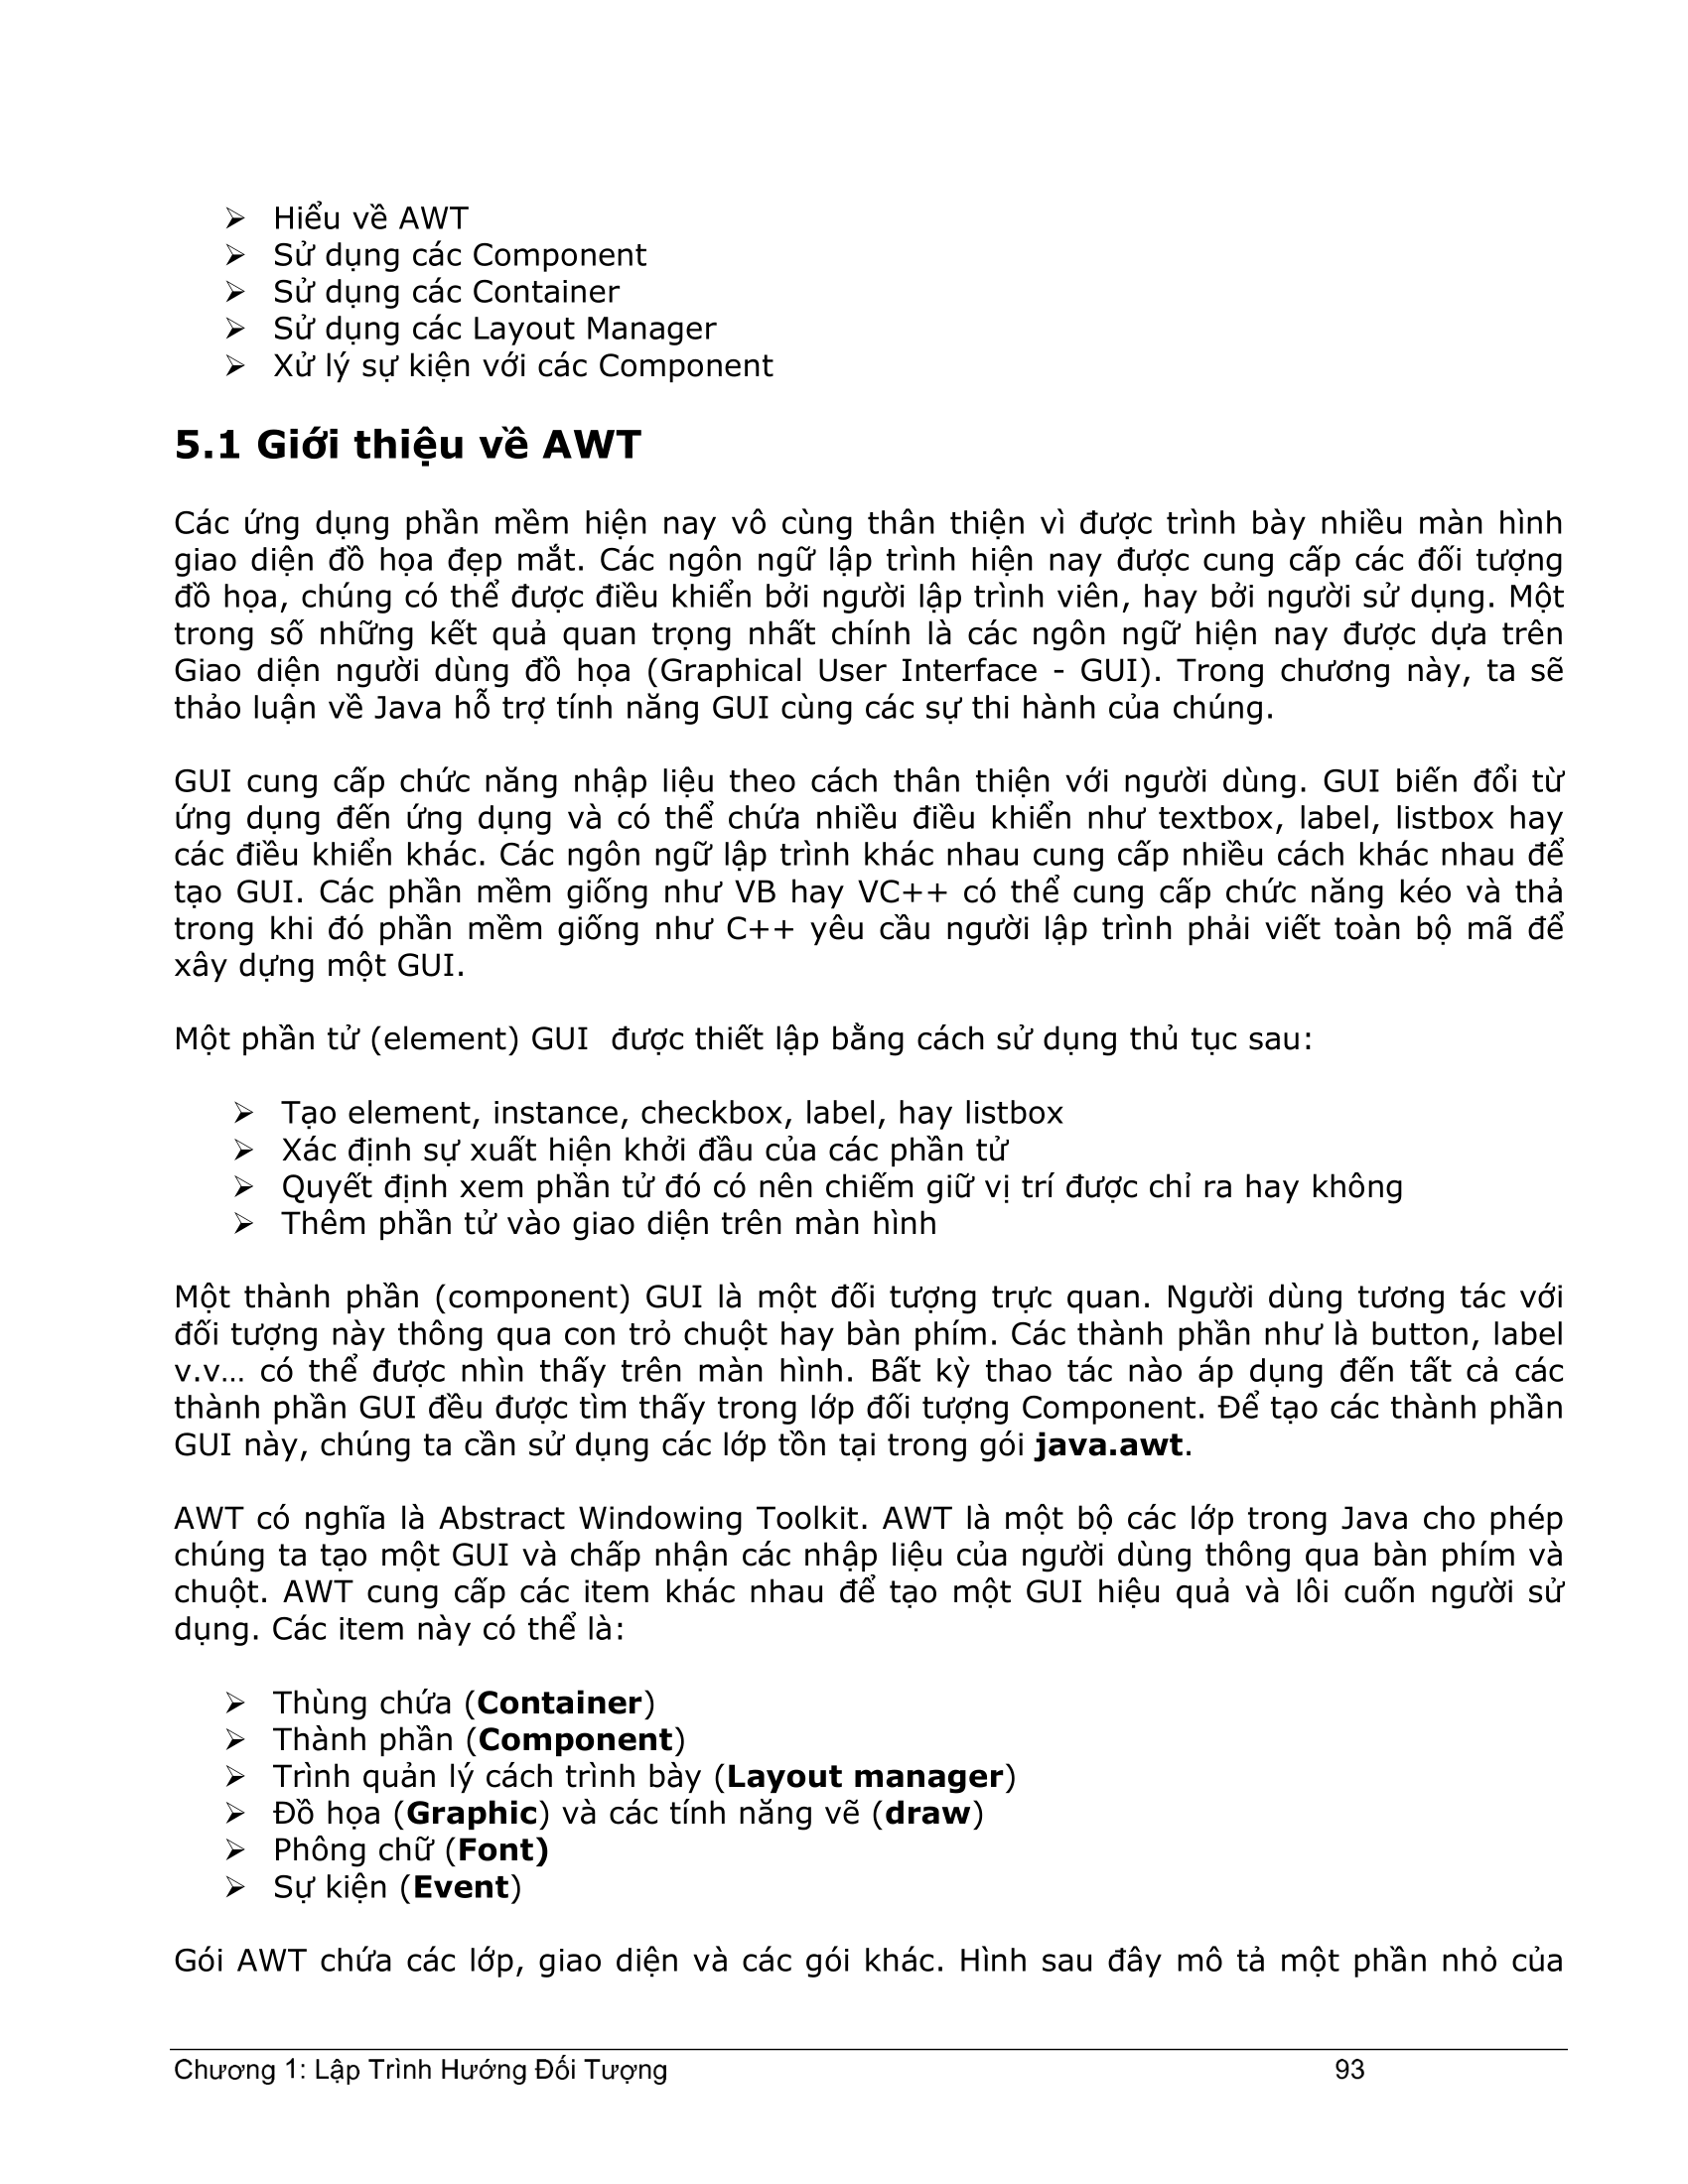 ➢ Hiểu về AWT
➢ Sử dụng các Component
➢ Sử dụng các Container
➢ Sử dụng các Layout Manager
➢ Xử lý sự kiện với các Component
5.1 Giới thiệu về AWT
Các ứng dụng phần mềm hiện nay vô cùng thân thiện vì được trình bày nhiều màn hình
giao diện đồ họa đẹp mắt. Các ngôn ngữ lập trình hiện nay được cung cấp các đối tượng
đồ họa, chúng có thể được điều khiển bởi người lập trình viên, hay bởi người sử dụng. Một
trong số những kết quả quan trọng nhất chính là các ngôn ngữ hiện nay được dựa trên
Giao diện người dùng đồ họa (Graphical User Interface - GUI). Trong chương này, ta sẽ
thảo luận về Java hỗ trợ tính năng GUI cùng các sự thi hành của chúng.
GUI cung cấp chức năng nhập liệu theo cách thân thiện với người dùng. GUI biến đổi từ
ứng dụng đến ứng dụng và có thể chứa nhiều điều khiển như textbox, label, listbox hay
các điều khiển khác. Các ngôn ngữ lập trình khác nhau cung cấp nhiều cách khác nhau để
tạo GUI. Các phần mềm giống như VB hay VC++ có thể cung cấp chức năng kéo và thả
trong khi đó phần mềm giống như C++ yêu cầu người lập trình phải viết toàn bộ mã để
xây dựng một GUI.
Một phần tử (element) GUI  được thiết lập bằng cách sử dụng thủ tục sau:
➢ Tạo element, instance, checkbox, label, hay listbox
➢ Xác định sự xuất hiện khởi đầu của các phần tử
➢ Quyết định xem phần tử đó có nên chiếm giữ vị trí được chỉ ra hay không
➢ Thêm phần tử vào giao diện trên màn hình
Một thành phần (component) GUI là một đối tượng trực quan. Người dùng tương tác với
đối tượng này thông qua con trỏ chuột hay bàn phím. Các thành phần như là button, label
v.v… có thể được nhìn thấy trên màn hình. Bất kỳ thao tác nào áp dụng đến tất cả các
thành phần GUI đều được tìm thấy trong lớp đối tượng Component. Để tạo các thành phần
GUI này, chúng ta cần sử dụng các lớp tồn tại trong gói java.awt.
AWT có nghĩa là Abstract Windowing Toolkit. AWT là một bộ các lớp trong Java cho phép
chúng ta tạo một GUI và chấp nhận các nhập liệu của người dùng thông qua bàn phím và
chuột. AWT cung cấp các item khác nhau để tạo một GUI hiệu quả và lôi cuốn người sử
dụng. Các item này có thể là:
➢ Thùng chứa (Container)
➢ Thành phần (Component)
➢ Trình quản lý cách trình bày (Layout manager)
➢ Đồ họa (Graphic) và các tính năng vẽ (draw)
➢ Phông chữ (Font)
➢ Sự kiện (Event)
Gói AWT chứa các lớp, giao diện và các gói khác. Hình sau đây mô tả một phần nhỏ của
Chương 1: Lập Trình Hướng Đối Tượng 93